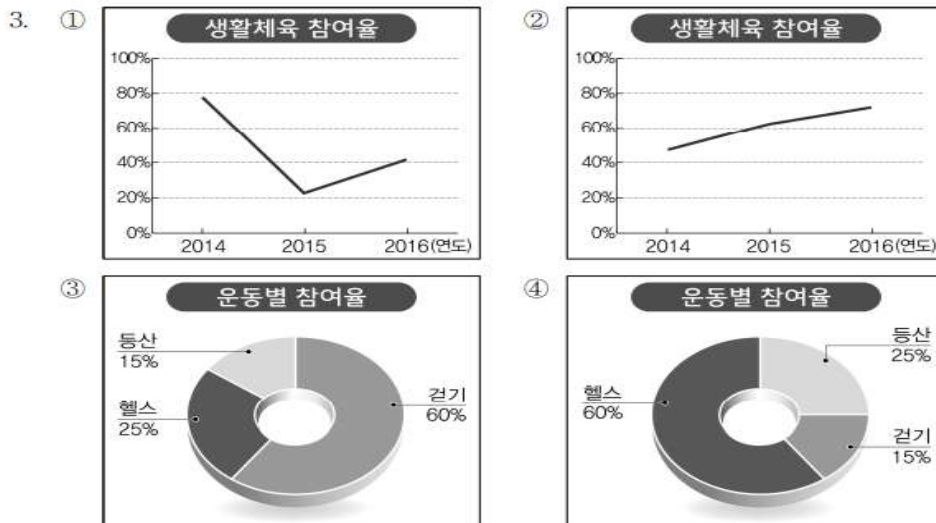 3. ①
생활체육 참여율
100%
80%
60%
40%
20%
0%
2014 2015 2016(연도)
②
생활체육 참여율
100%
80%
60%
40%
20%
0%
2014 2015 2016(연도)
③
운동별 참여율
등산
15%
헬스
25%
걷기
60%
④
운동별 참여율
등산
25%
헬스
60%
걷기
15%